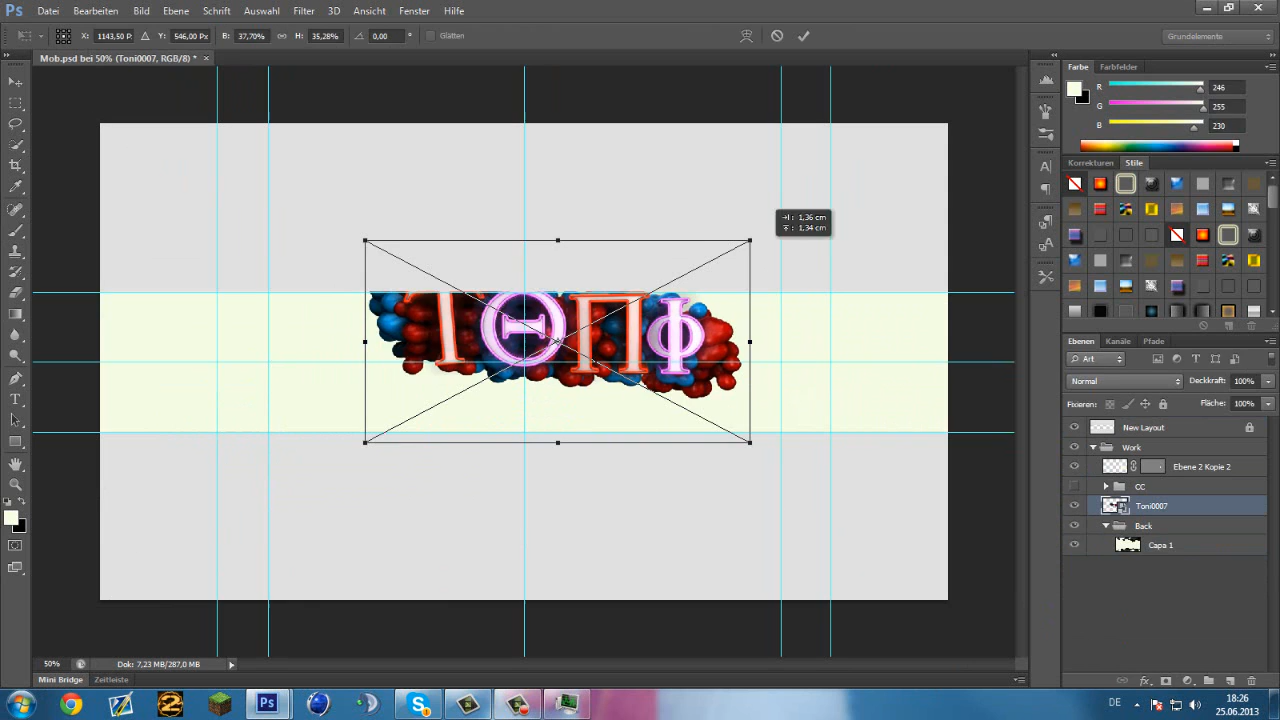 Ps Datei Bearbeiten Bild Ebene Schrift Auswahl Filter 3D Ansicht Fenster Hilfe
X: 1143,50 P Y: 546,00 Px B: 37,70% H: 35,28% 0,00 ° Glätten Grundelemente
Mob.psd bei 50% (Toni0007, RGB/8) * ×
Farbe Farbfelder
R 246
G 255
B 230
Korrekturen Stile
1,36 cm
1,34 cm
ΤΘΠΦ
Ebenen Kanäle Pfade
Art
Normal Deckkraft: 100%
Fixieren: Fläche: 100%
New Layout
Work
Ebene 2 Kopie 2
CC
Toni0007
Back
Capa 1
50% Dok: 7,23 MB/287,0 MB
Mini Bridge Zeitleiste
Ps DE 18:26
25.06.2013